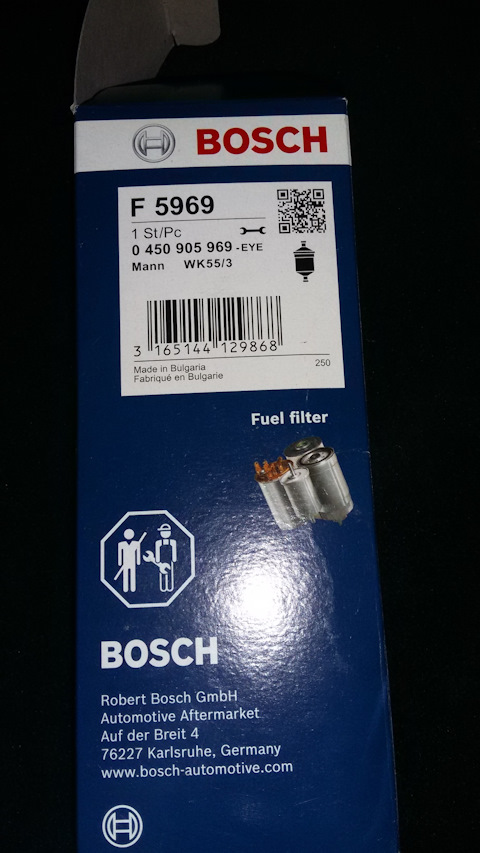 BOSCH
F 5969
1 St/Pc
0 450 905 969 -EYE
Mann WK55/3
3 165144 129868
Made in Bulgaria 250
Fabriqué en Bulgarie
Fuel filter
BOSCH
Robert Bosch GmbH
Automotive Aftermarket
Auf der Breit 4
76227 Karlsruhe, Germany
www.bosch-automotive.com